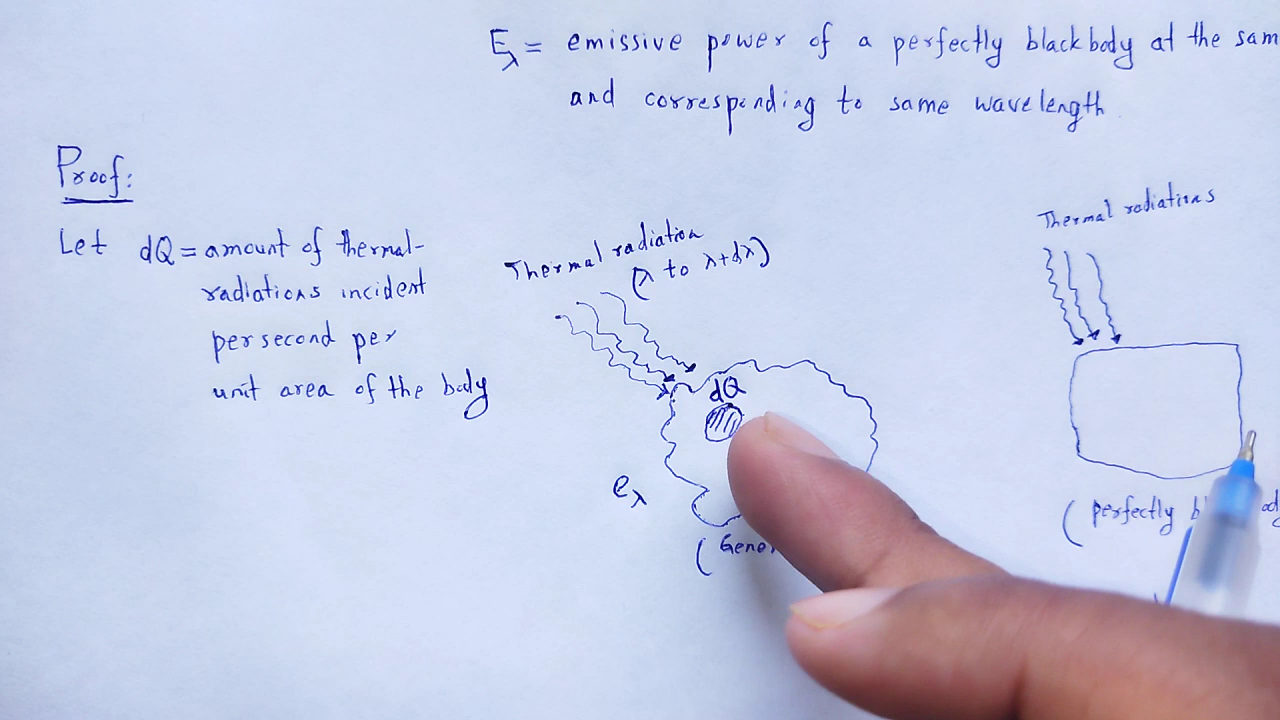 Eλ = emissive power of a perfectly blackbody at the sam
and corresponding to same wavelength
Proof:
Let dQ = amount of thermal-
radiations incident
per second per
unit area of the body
Thermal radiation
(λ to λ+dλ)
dQ
eλ
(Gener
Thermal radiations
(perfectly b